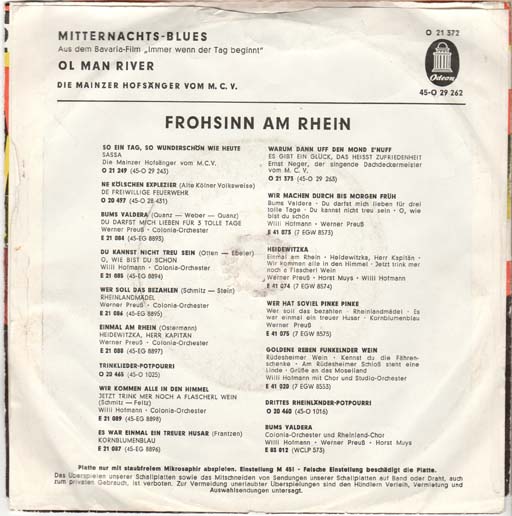 MITTERNACHTS-BLUES
Aus dem Bavaria-Film „Immer wenn der Tag beginnt"
OL MAN RIVER
DIE MAINZER HOFSÄNGER VOM M. C. V.
O 21 372
Odeon
45-O 29 262
FROHSINN AM RHEIN
SO EIN TAG, SO WUNDERSCHÖN WIE HEUTE
SASSA
Die Mainzer Hofsänger vom M.C.V.
O 21 249 (45-O 29 243)
NE KÖLSCHEN EXPLEZIER (Alte Kölner Volksweise)
DE FREIWILLIGE FEUERWEHR
O 20 497 (45-O 28 431)
BUMS VALDERA (Quanz — Weber — Quanz)
DU DARFST MICH LIEBEN FÜR 3 TOLLE TAGE
Werner Preuß · Colonia-Orchester
E 21 084 (45-EG 8893)
DU KANNST NICHT TREU SEIN (Otten — Ebeler)
O, WIE BIST DU SCHÖN
Willi Hofmann · Colonia-Orchester
E 21 085 (45-EG 8894)
WER SOLL DAS BEZAHLEN (Schmitz — Stein)
RHEINLANDMÄDEL
Werner Preuß · Colonia-Orchester
E 21 086 (45-EG 8895)
EINMAL AM RHEIN (Ostermann)
HEIDEWITZKA, HERR KAPITÄN
Werner Preuß · Colonia-Orchester
E 21 088 (45-EG 8897)
TRINKLIEDER-POTPOURRI
O 20 465 (45-O 1025)
WIR KOMMEN ALLE IN DEN HIMMEL
JETZT TRINK MER NOCH A FLASCHERL WEIN
(Schmitz — Feltz)
Willi Hofmann · Colonia-Orchester
E 21 089 (45-EG 8898)
ES WAR EINMAL EIN TREUER HUSAR (Frantzen)
KORNBLUMENBLAU
E 21 087 (45-EG 8896)
WARUM DANN UFF DEN MOND E'NUFF
ES GIBT EIN GLÜCK, DAS HEISST ZUFRIEDENHEIT
Ernst Neger, der singende Dachdeckermeister
vom M. C. V.
O 21 373 (45-O 29 263)
WIR MACHEN DURCH BIS MORGEN FRÜH
Bums Valdera · Du darfst mich lieben für drei
tolle Tage · Du kannst nicht treu sein · O, wie
bist du schön
Willi Hofmann · Werner Preuß
E 41 073 (7 EGW 8573)
HEIDEWITZKA
Einmal am Rhein · Heidewitzka, Herr Kapitän ·
Wir kommen alle in den Himmel · Jetzt trink mer
noch a Flascherl Wein
Werner Preuß · Horst Muys · Willi Hofmann
E 41 074 (7 EGW 8574)
WER HAT SOVIEL PINKE PINKE
Wer soll das bezahlen · Rheinlandmädel · Es
war einmal ein treuer Husar · Kornblumenblau
Werner Preuß
E 41 075 (7 EGW 8575)
GOLDENE REBEN FUNKELNDER WEIN
Rüdesheimer Wein · Kennst du die Fähren-
schenke · Am Rüdesheimer Schloß steht eine
Linde · Grüße an das Moselland
Willi Hofmann mit Chor und Studio-Orchester
E 41 020 (7 EGW 8553)
DRITTES RHEINLÄNDER-POTPOURRI
O 20 460 (45-O 1016)
BUMS VALDERA
Colonia-Orchester und Rheinland-Chor
Willi Hofmann · Werner Preuß · Horst Muys
E 83 012 (WCLP 573)
Platte nur mit staubfreiem Mikrosaphir abspielen. Einstellung M 45! - Falsche Einstellung beschädigt die Platte.
Das Überspielen unserer Schallplatten sowie das Mitschneiden von Sendungen unserer Schallplatten auf Band oder Draht, auch
zum privaten Gebrauch, ist verboten. Zur Vermeidung unerlaubter Überspielungen sind den Händlern Verleih, Vermietung und
Auswahlsendungen untersagt.